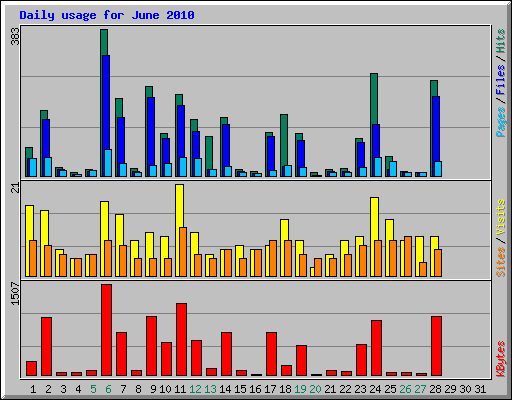 Daily usage for June 2010
383
21
1507
Pages / Files / Hits
Sites / Visits
KBytes
1 2 3 4 5 6 7 8 9 10 11 12 13 14 15 16 17 18 19 20 21 22 23 24 25 26 27 28 29 30 31